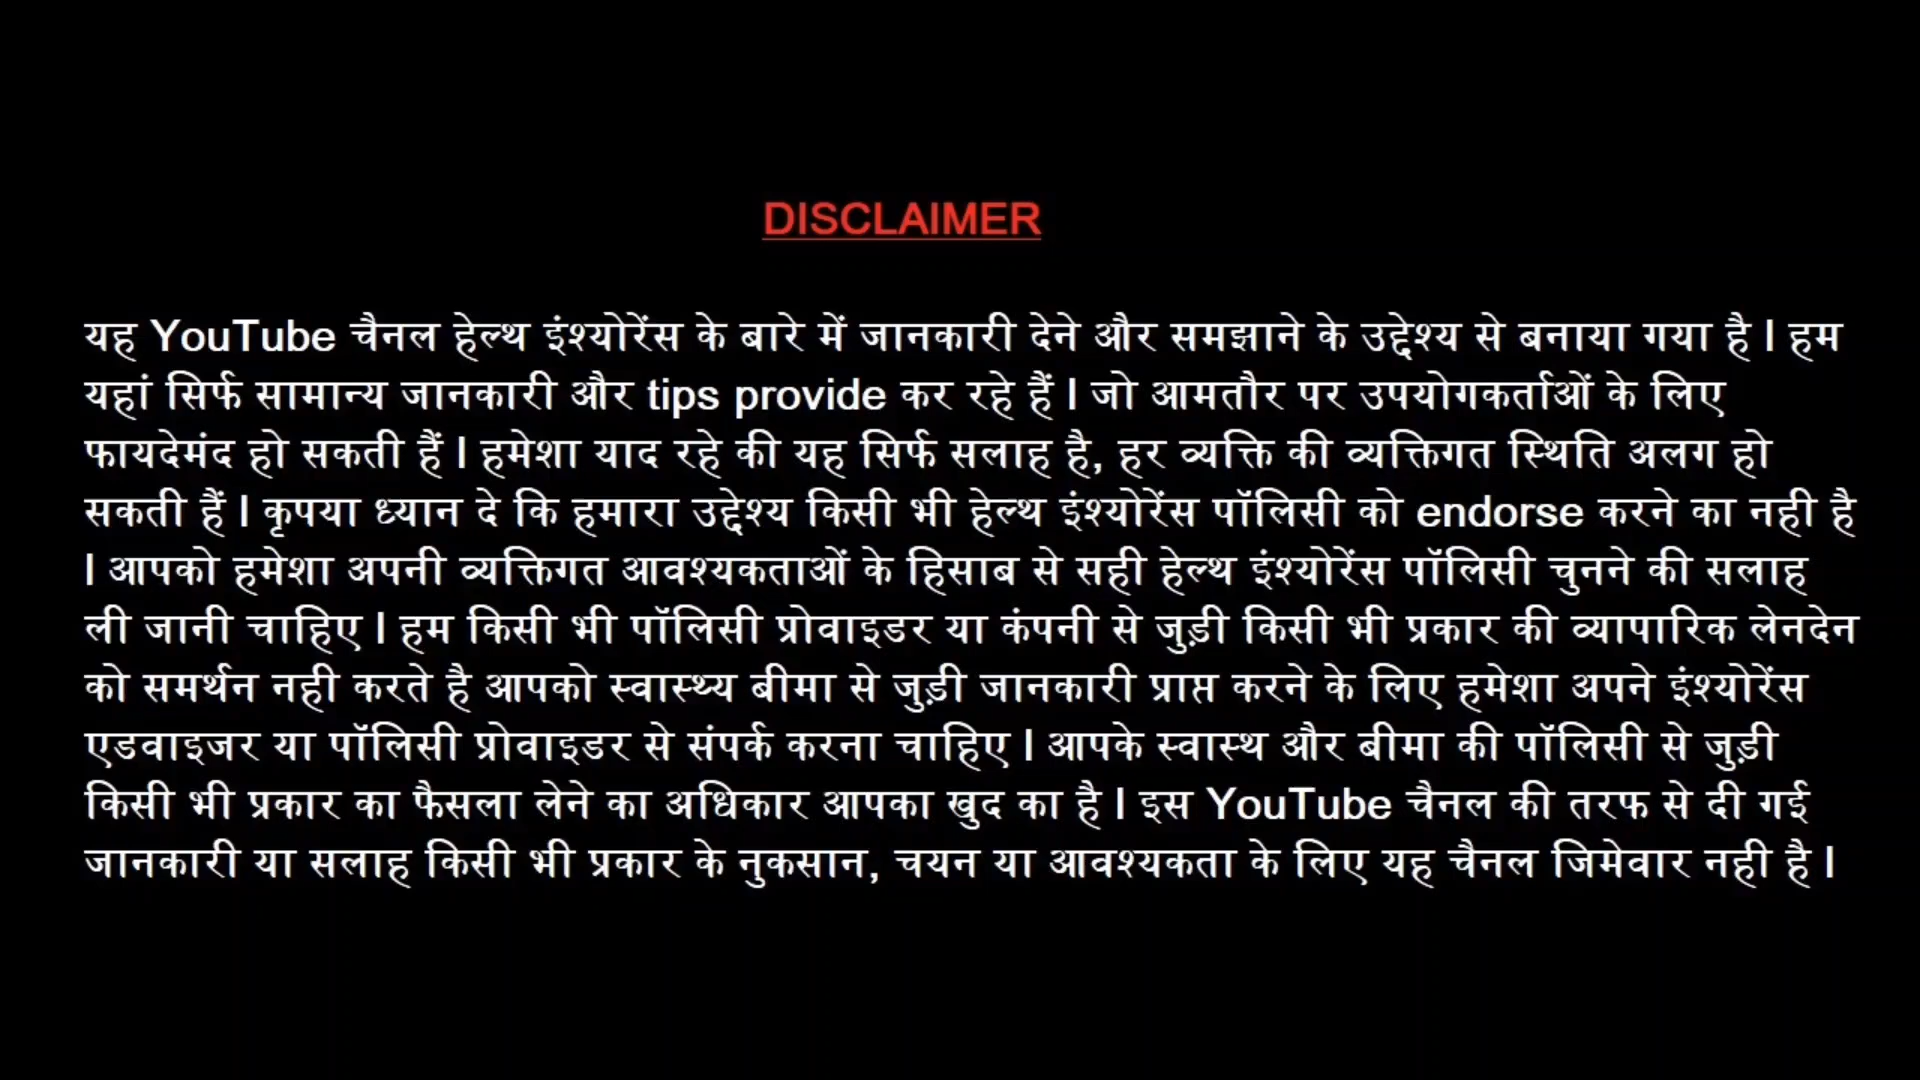 DISCLAIMER
यह YouTube चैनल हेल्थ इंश्योरेंस के बारे में जानकारी देने और समझाने के उद्देश्य से बनाया गया है l हम
यहां सिर्फ सामान्य जानकारी और tips provide कर रहे हैं l जो आमतौर पर उपयोगकर्ताओं के लिए
फायदेमंद हो सकती हैं l हमेशा याद रहे की यह सिर्फ सलाह है, हर व्यक्ति की व्यक्तिगत स्थिति अलग हो
सकती हैं l कृपया ध्यान दे कि हमारा उद्देश्य किसी भी हेल्थ इंश्योरेंस पॉलिसी को endorse करने का नही है
l आपको हमेशा अपनी व्यक्तिगत आवश्यकताओं के हिसाब से सही हेल्थ इंश्योरेंस पॉलिसी चुनने की सलाह
ली जानी चाहिए l हम किसी भी पॉलिसी प्रोवाइडर या कंपनी से जुड़ी किसी भी प्रकार की व्यापारिक लेनदेन
को समर्थन नही करते है आपको स्वास्थ्य बीमा से जुड़ी जानकारी प्राप्त करने के लिए हमेशा अपने इंश्योरेंस
एडवाइजर या पॉलिसी प्रोवाइडर से संपर्क करना चाहिए l आपके स्वास्थ और बीमा की पॉलिसी से जुड़ी
किसी भी प्रकार का फैसला लेने का अधिकार आपका खुद का है l इस YouTube चैनल की तरफ से दी गई
जानकारी या सलाह किसी भी प्रकार के नुकसान, चयन या आवश्यकता के लिए यह चैनल जिमेवार नही है l